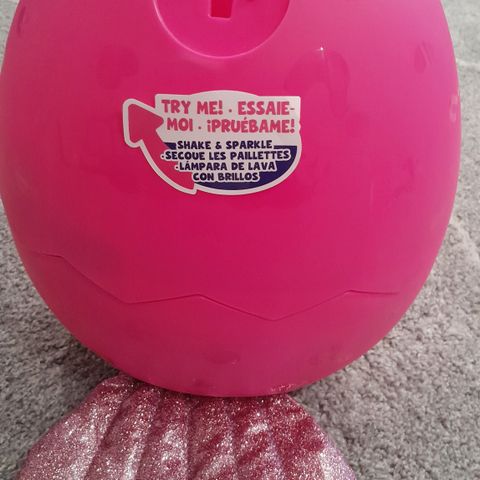 TRY ME! · ESSAIE-
MOI · ¡PRUÉBAME!
SHAKE & SPARKLE
·SECOUE LES PAILLETTES
·LÁMPARA DE LAVA
CON BRILLOS